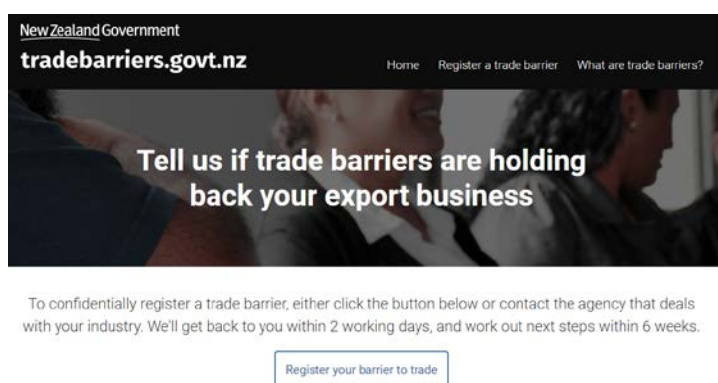 New Zealand Government
tradebarriers.govt.nz
Home Register a trade barrier What are trade barriers?
Tell us if trade barriers are holding
back your export business
To confidentially register a trade barrier, either click the button below or contact the agency that deals
with your industry. We'll get back to you within 2 working days, and work out next steps within 6 weeks.
Register your barrier to trade